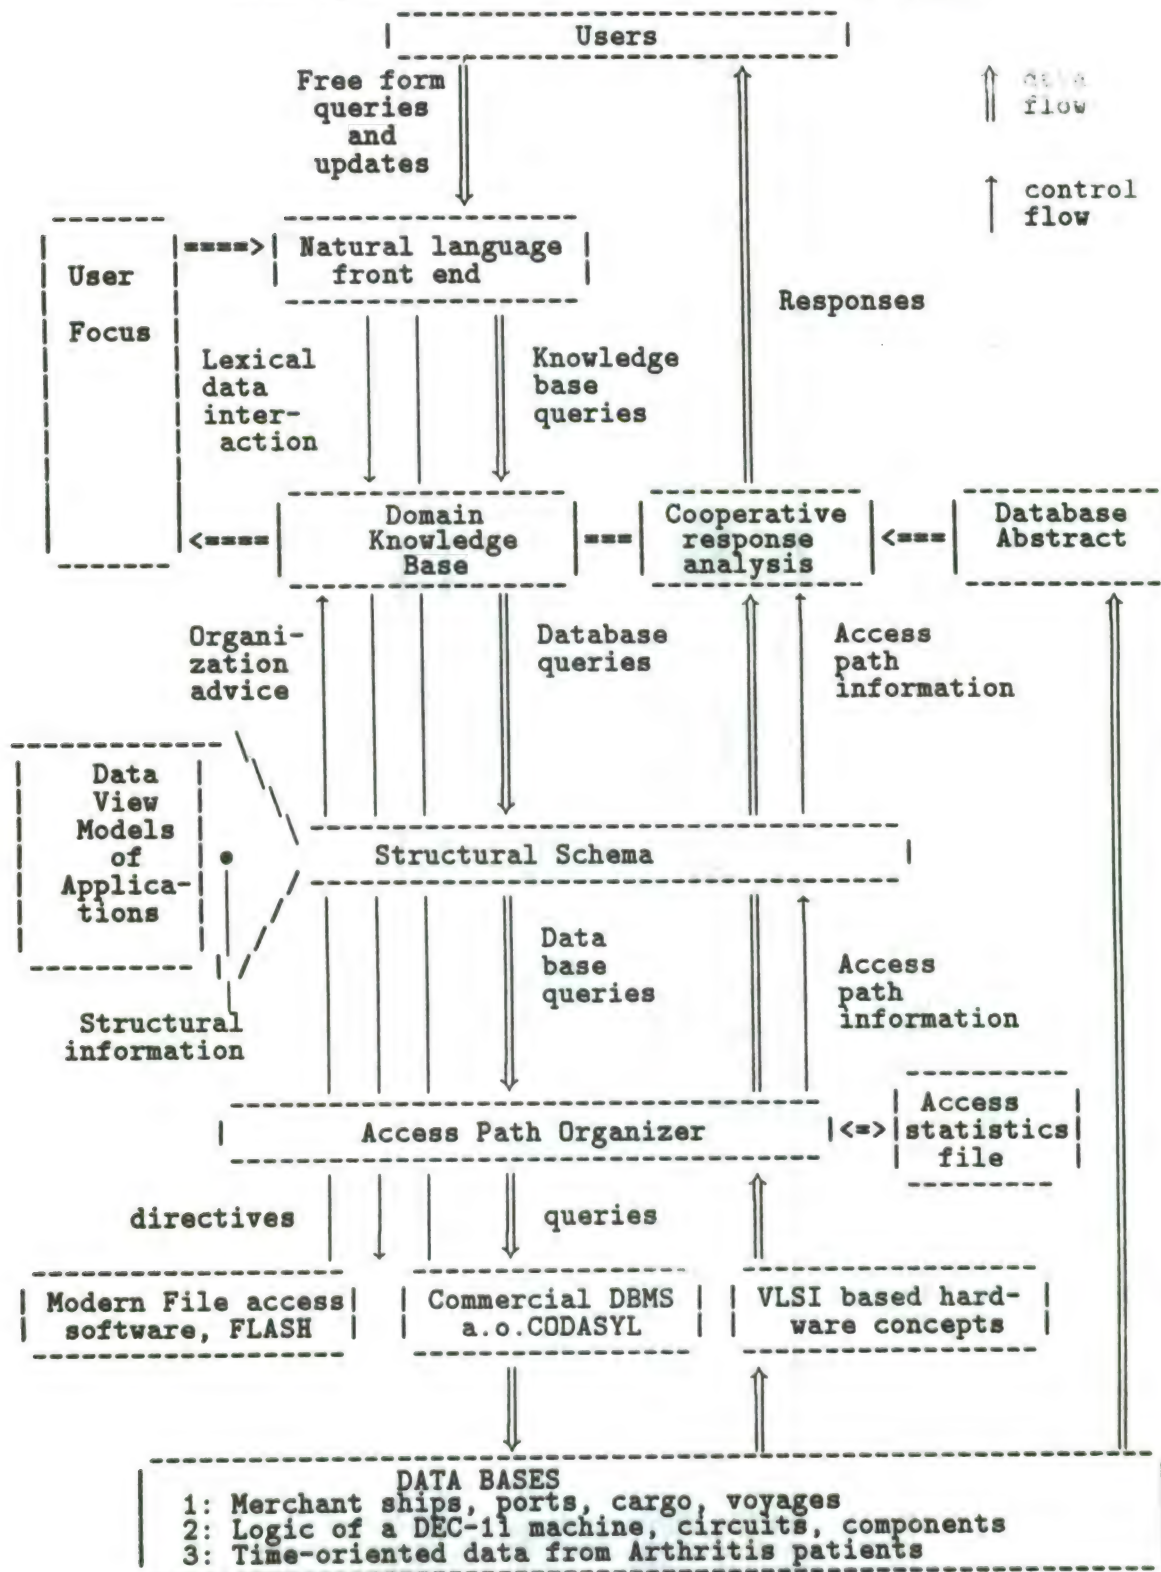 Users
Free form
queries
and
updates
flow
control
flow
User
Focus
Natural language
front end
Responses
Lexical
data
inter-
action
Knowledge
base
queries
Domain
Knowledge
Base
Cooperative
response
analysis
Database
Abstract
Organi-
zation
advice
Database
queries
Access
path
information
Data
View
Models
of
Applica-
tions
Structural Schema
Structural
information
Data
base
queries
Access
path
information
Access Path Organizer
Access
statistics
file
directives
queries
Modern File access
software, FLASH
Commercial DBMS
a.o.CODASYL
VLSI based hard-
ware concepts
DATA BASES
1: Merchant ships, ports, cargo, voyages
2: Logic of a DEC-11 machine, circuits, components
3: Time-oriented data from Arthritis patients